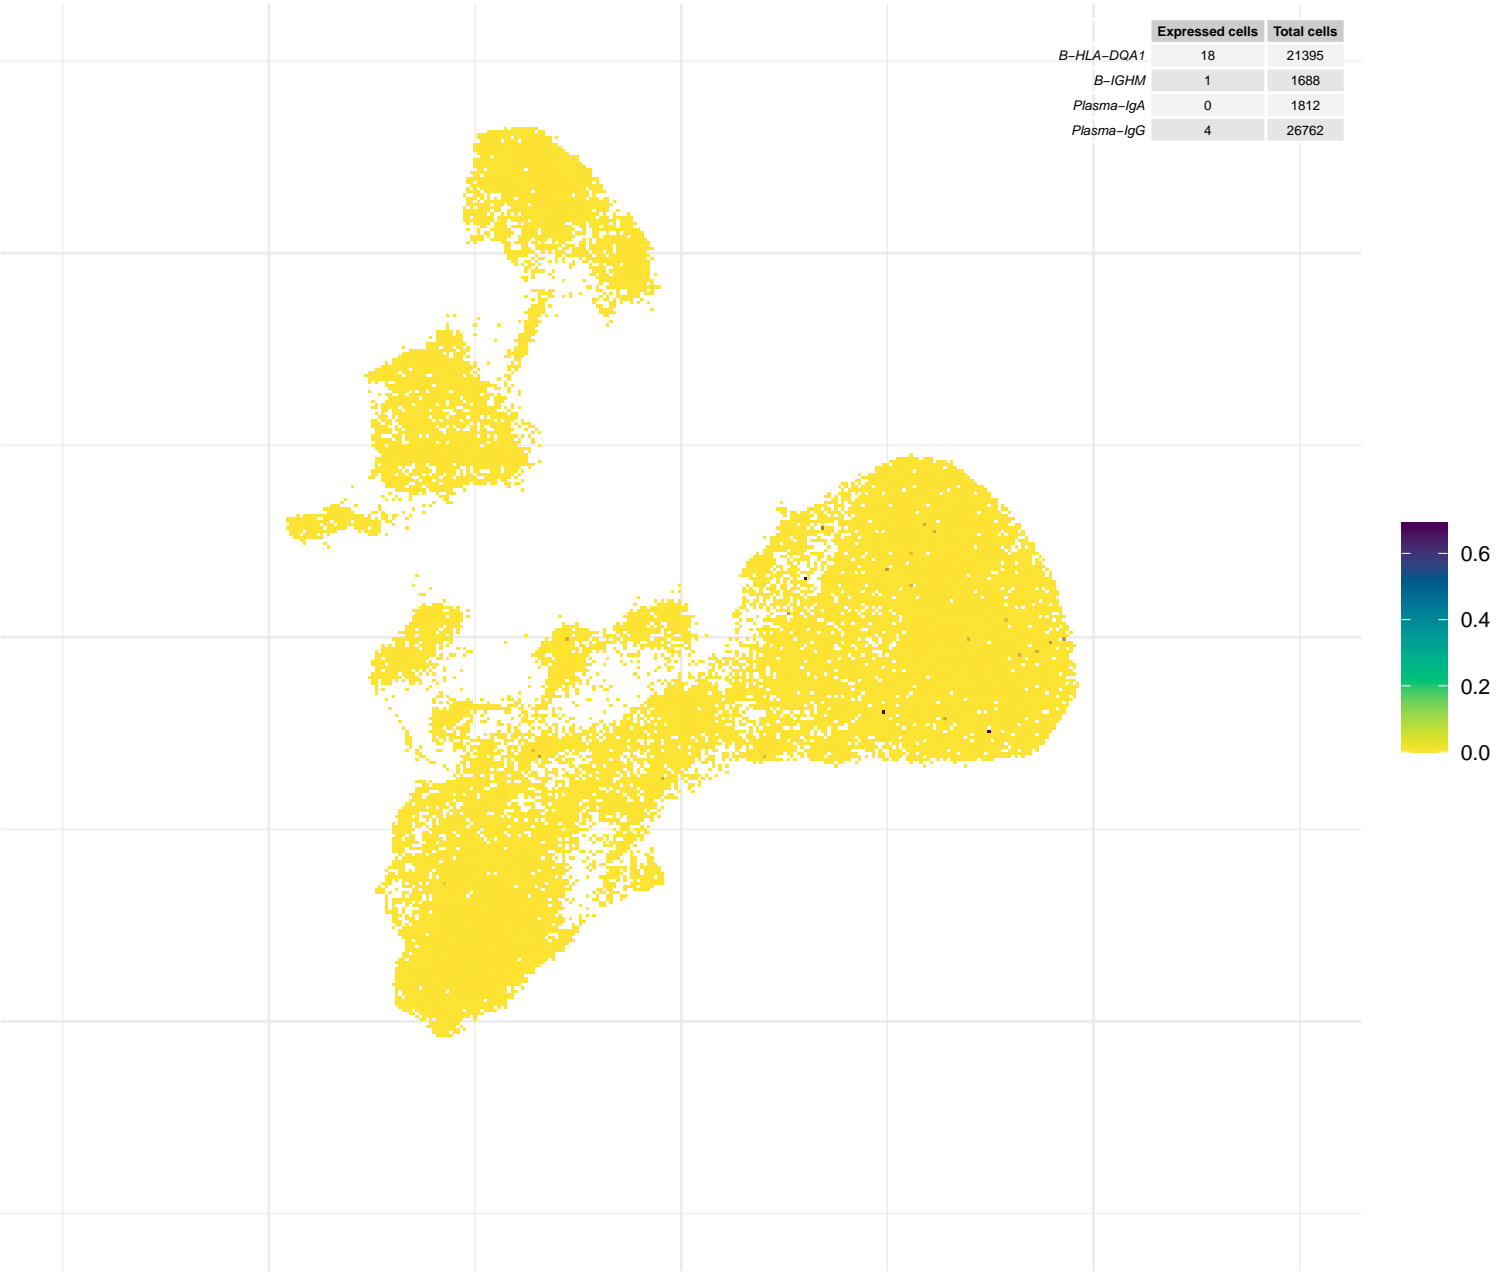 Expressed cells Total cells
B−HLA−DQA1 18 21395
B−IGHM 1 1688
Plasma−IgA 0 1812
Plasma−IgG 4 26762
0.6
0.4
0.2
0.0